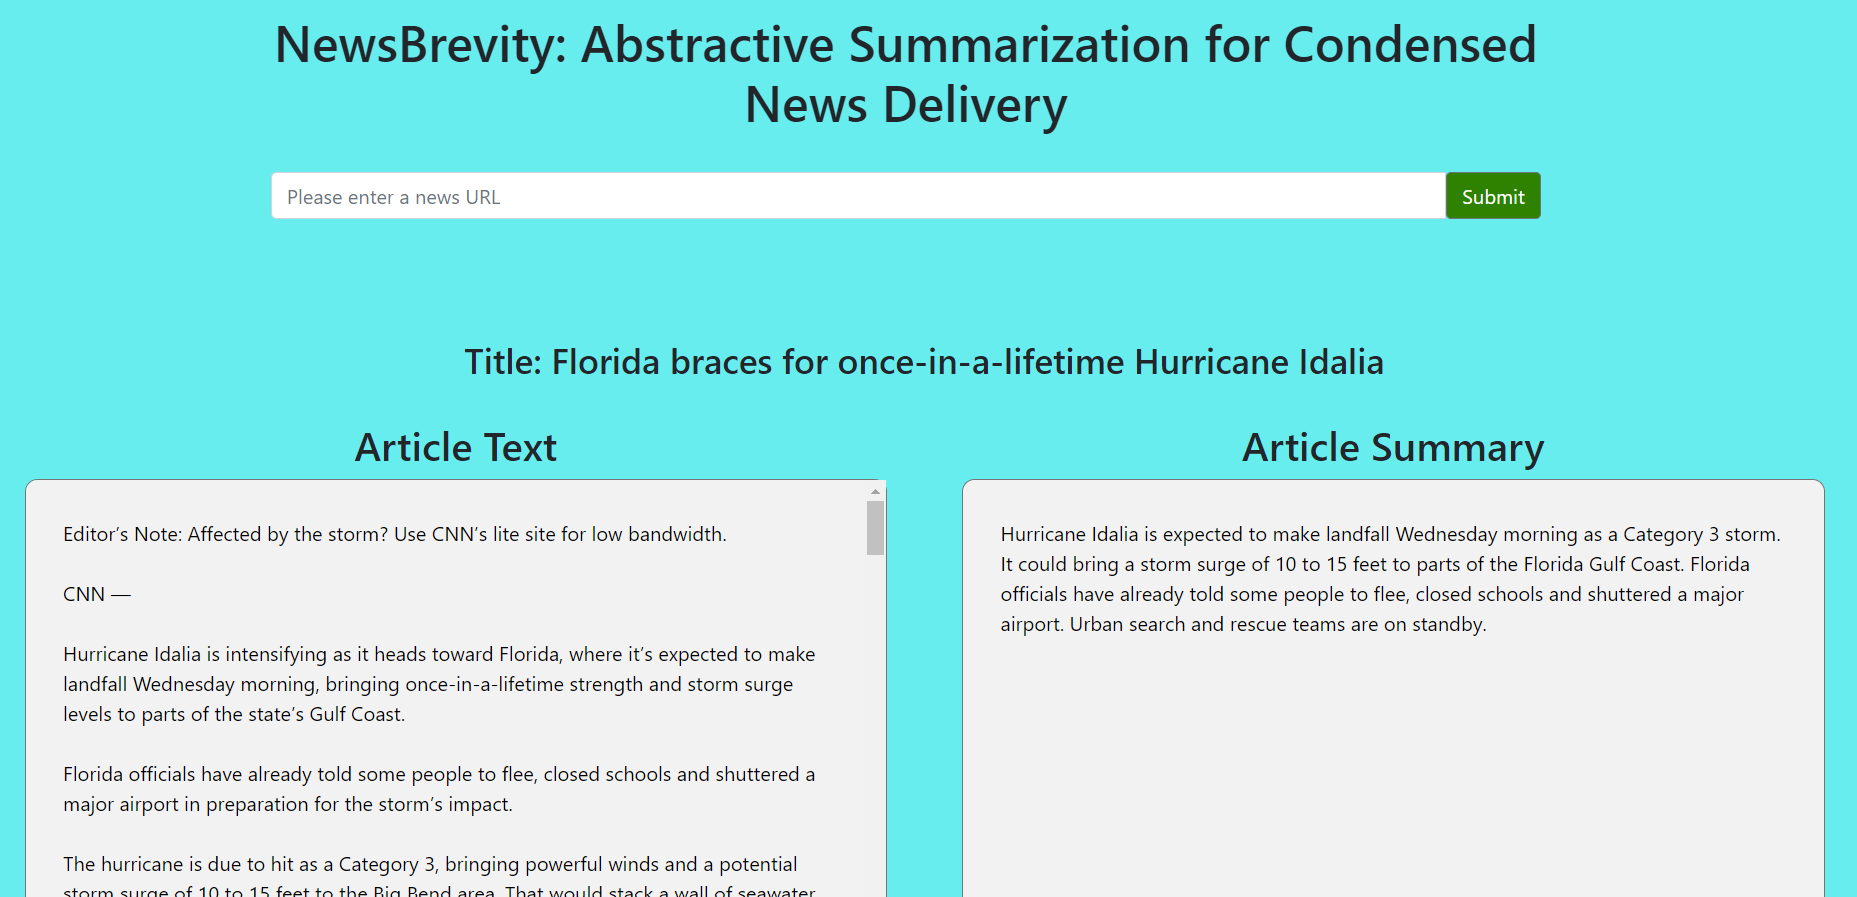 NewsBrevity: Abstractive Summarization for Condensed
News Delivery
Please enter a news URL
Submit
Title: Florida braces for once-in-a-lifetime Hurricane Idalia
Article Text
Editor’s Note: Affected by the storm? Use CNN’s lite site for low bandwidth.
CNN —
Hurricane Idalia is intensifying as it heads toward Florida, where it’s expected to make
landfall Wednesday morning, bringing once-in-a-lifetime strength and storm surge
levels to parts of the state’s Gulf Coast.
Florida officials have already told some people to flee, closed schools and shuttered a
major airport in preparation for the storm’s impact.
The hurricane is due to hit as a Category 3, bringing powerful winds and a potential
storm surge of 10 to 15 feet to the Big Bend area. That would stack a wall of seawater
Article Summary
Hurricane Idalia is expected to make landfall Wednesday morning as a Category 3 storm.
It could bring a storm surge of 10 to 15 feet to parts of the Florida Gulf Coast. Florida
officials have already told some people to flee, closed schools and shuttered a major
airport. Urban search and rescue teams are on standby.